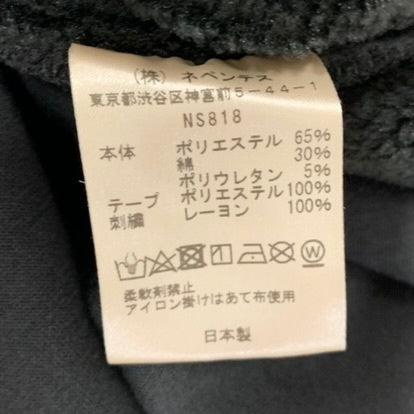 (株) ネペンテス
東京都渋谷区神宮前5-44-1
NS818
本体 ポリエステル 65%
綿 30%
ポリウレタン 5%
テープ ポリエステル 100%
刺繍 レーヨン 100%
W
柔軟剤禁止
アイロン掛けはあて布使用
日本製